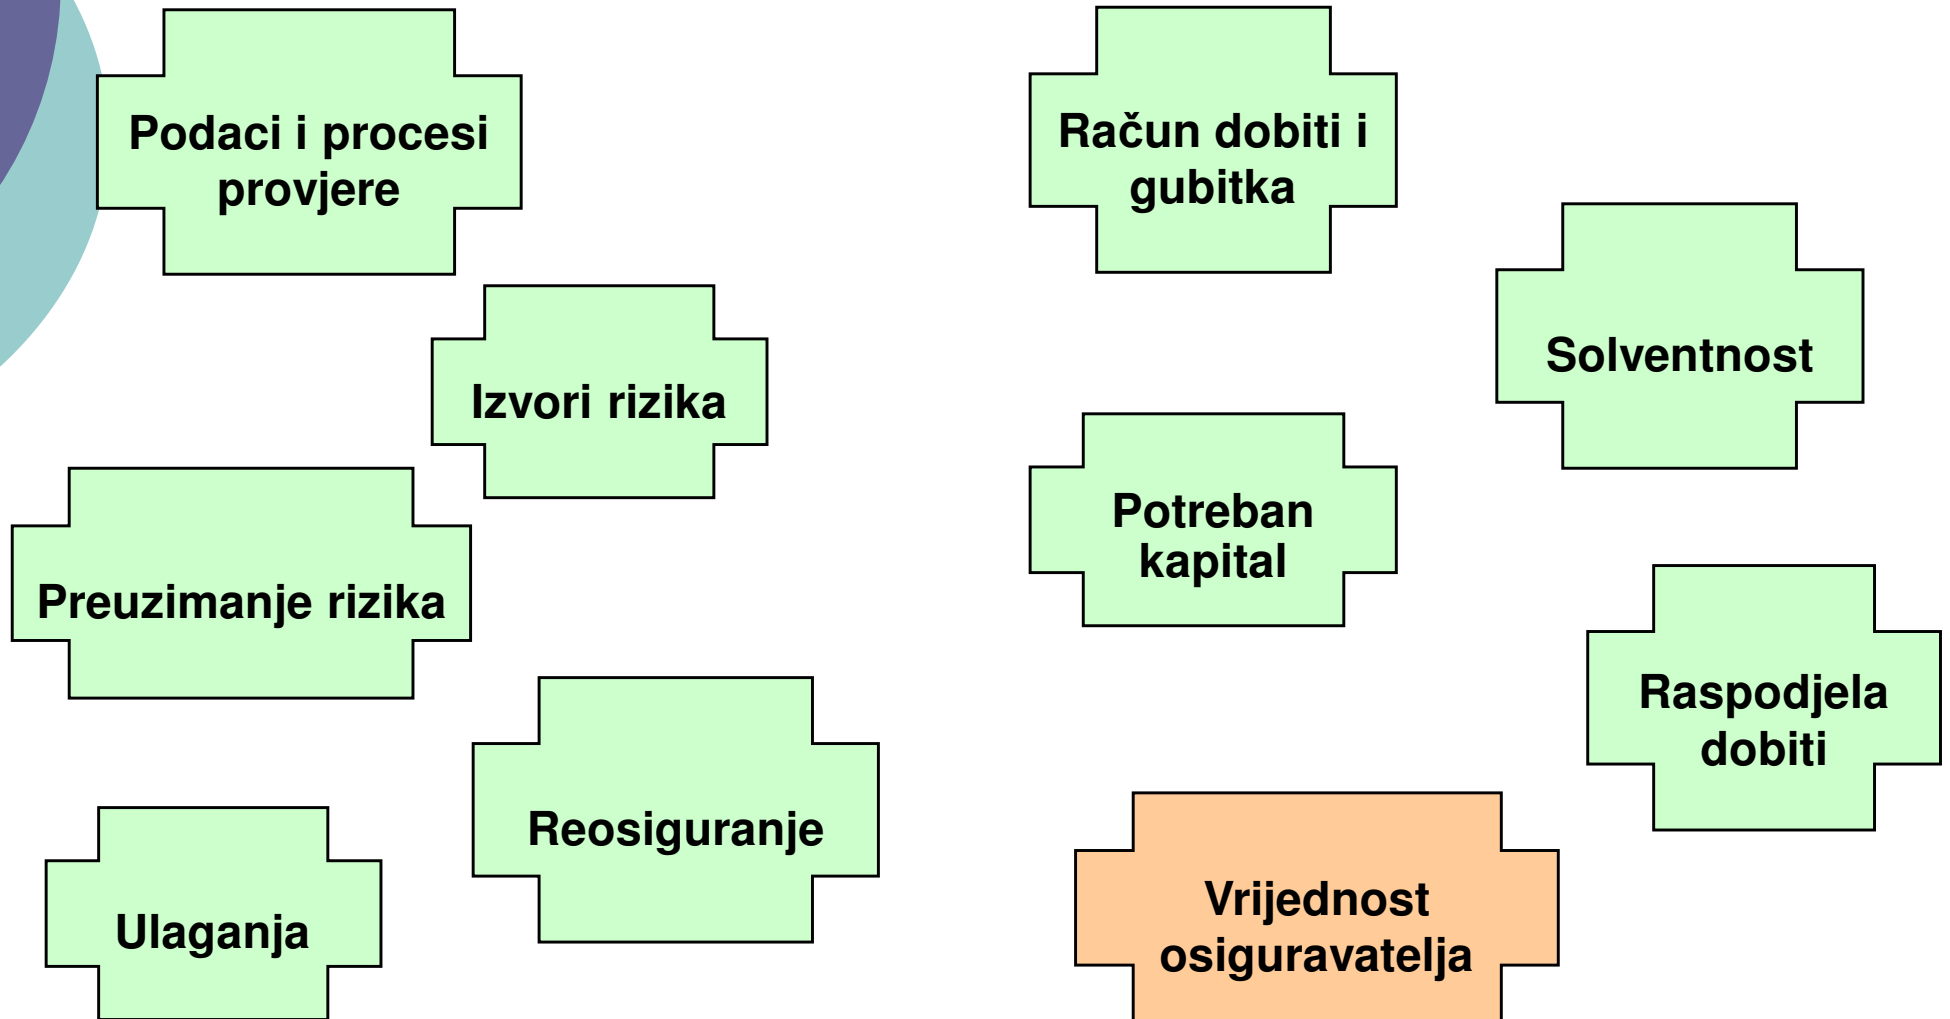 Podaci i procesi
provjere
Izvori rizika
Preuzimanje rizika
Reosiguranje
Ulaganja
Račun dobiti i
gubitka
Solventnost
Potreban
kapital
Raspodjela
dobiti
Vrijednost
osiguravatelja